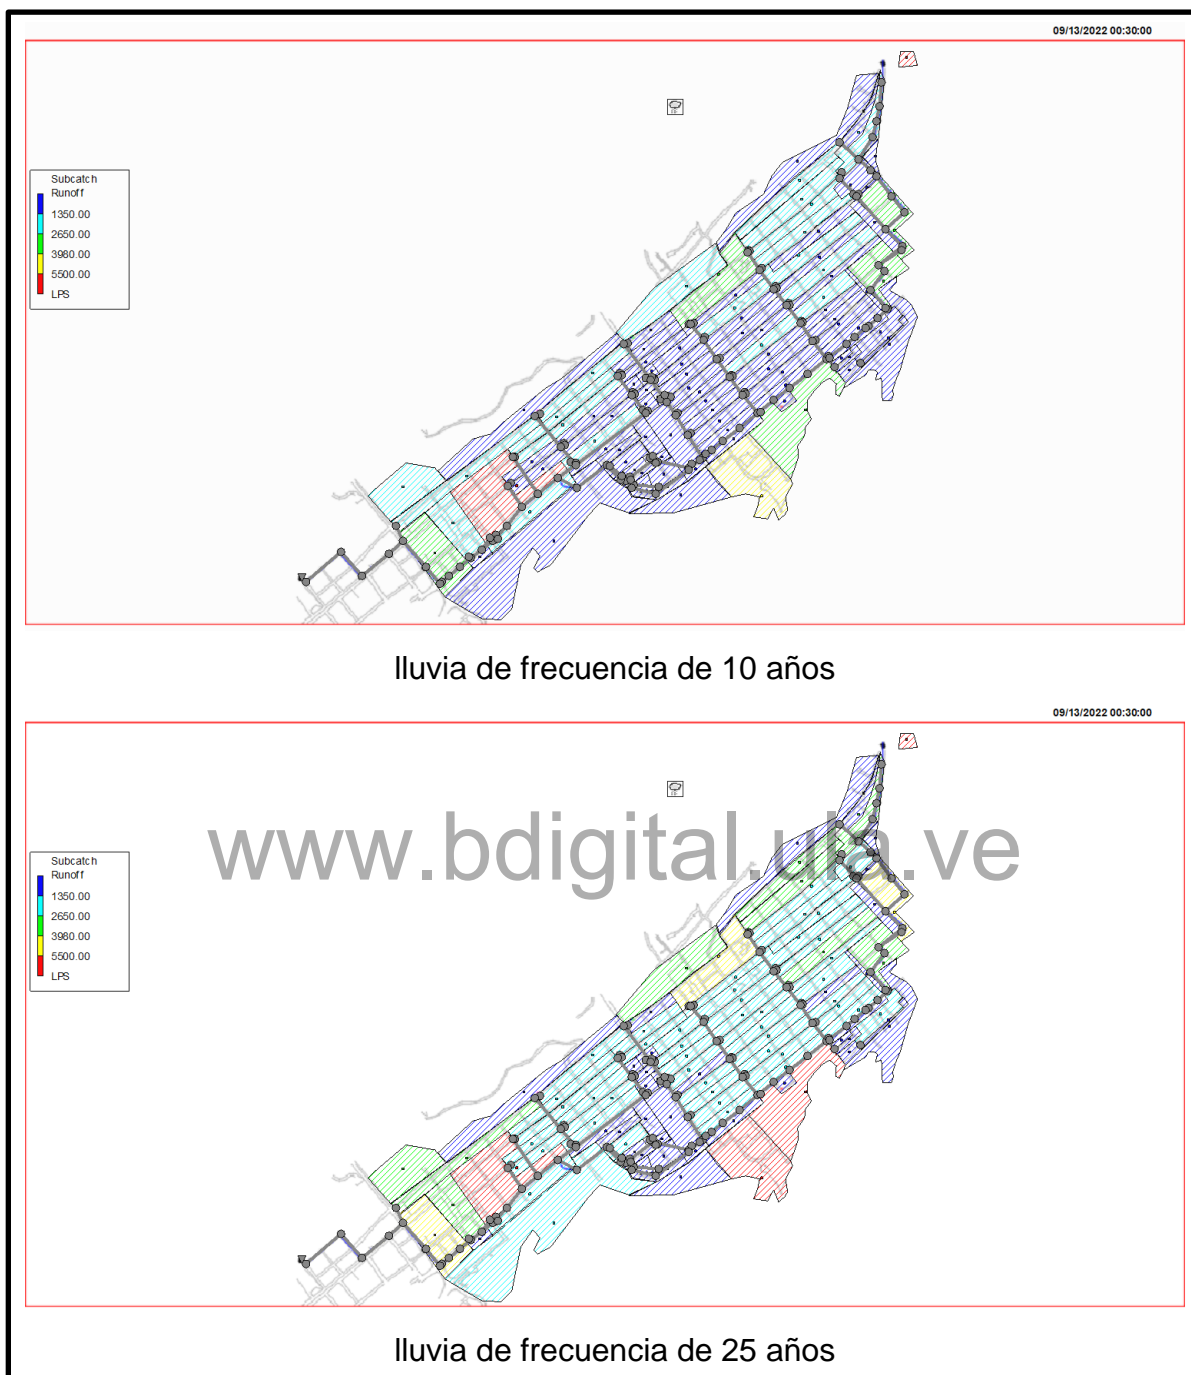 09/13/2022 00:30:00
Subcatch
Runoff
1350.00
2650.00
3980.00
5500.00
LPS
lluvia de frecuencia de 10 años
09/13/2022 00:30:00
www.bdigital.ula.ve
Subcatch
Runoff
1350.00
2650.00
3980.00
5500.00
LPS
lluvia de frecuencia de 25 años